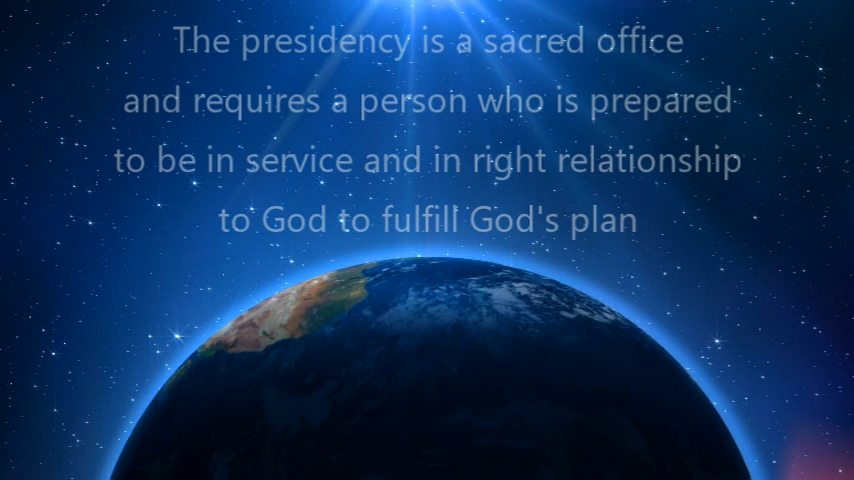 The presidency is a sacred office
and requires a person who is prepared
to be in service and in right relationship
to God to fulfill God's plan